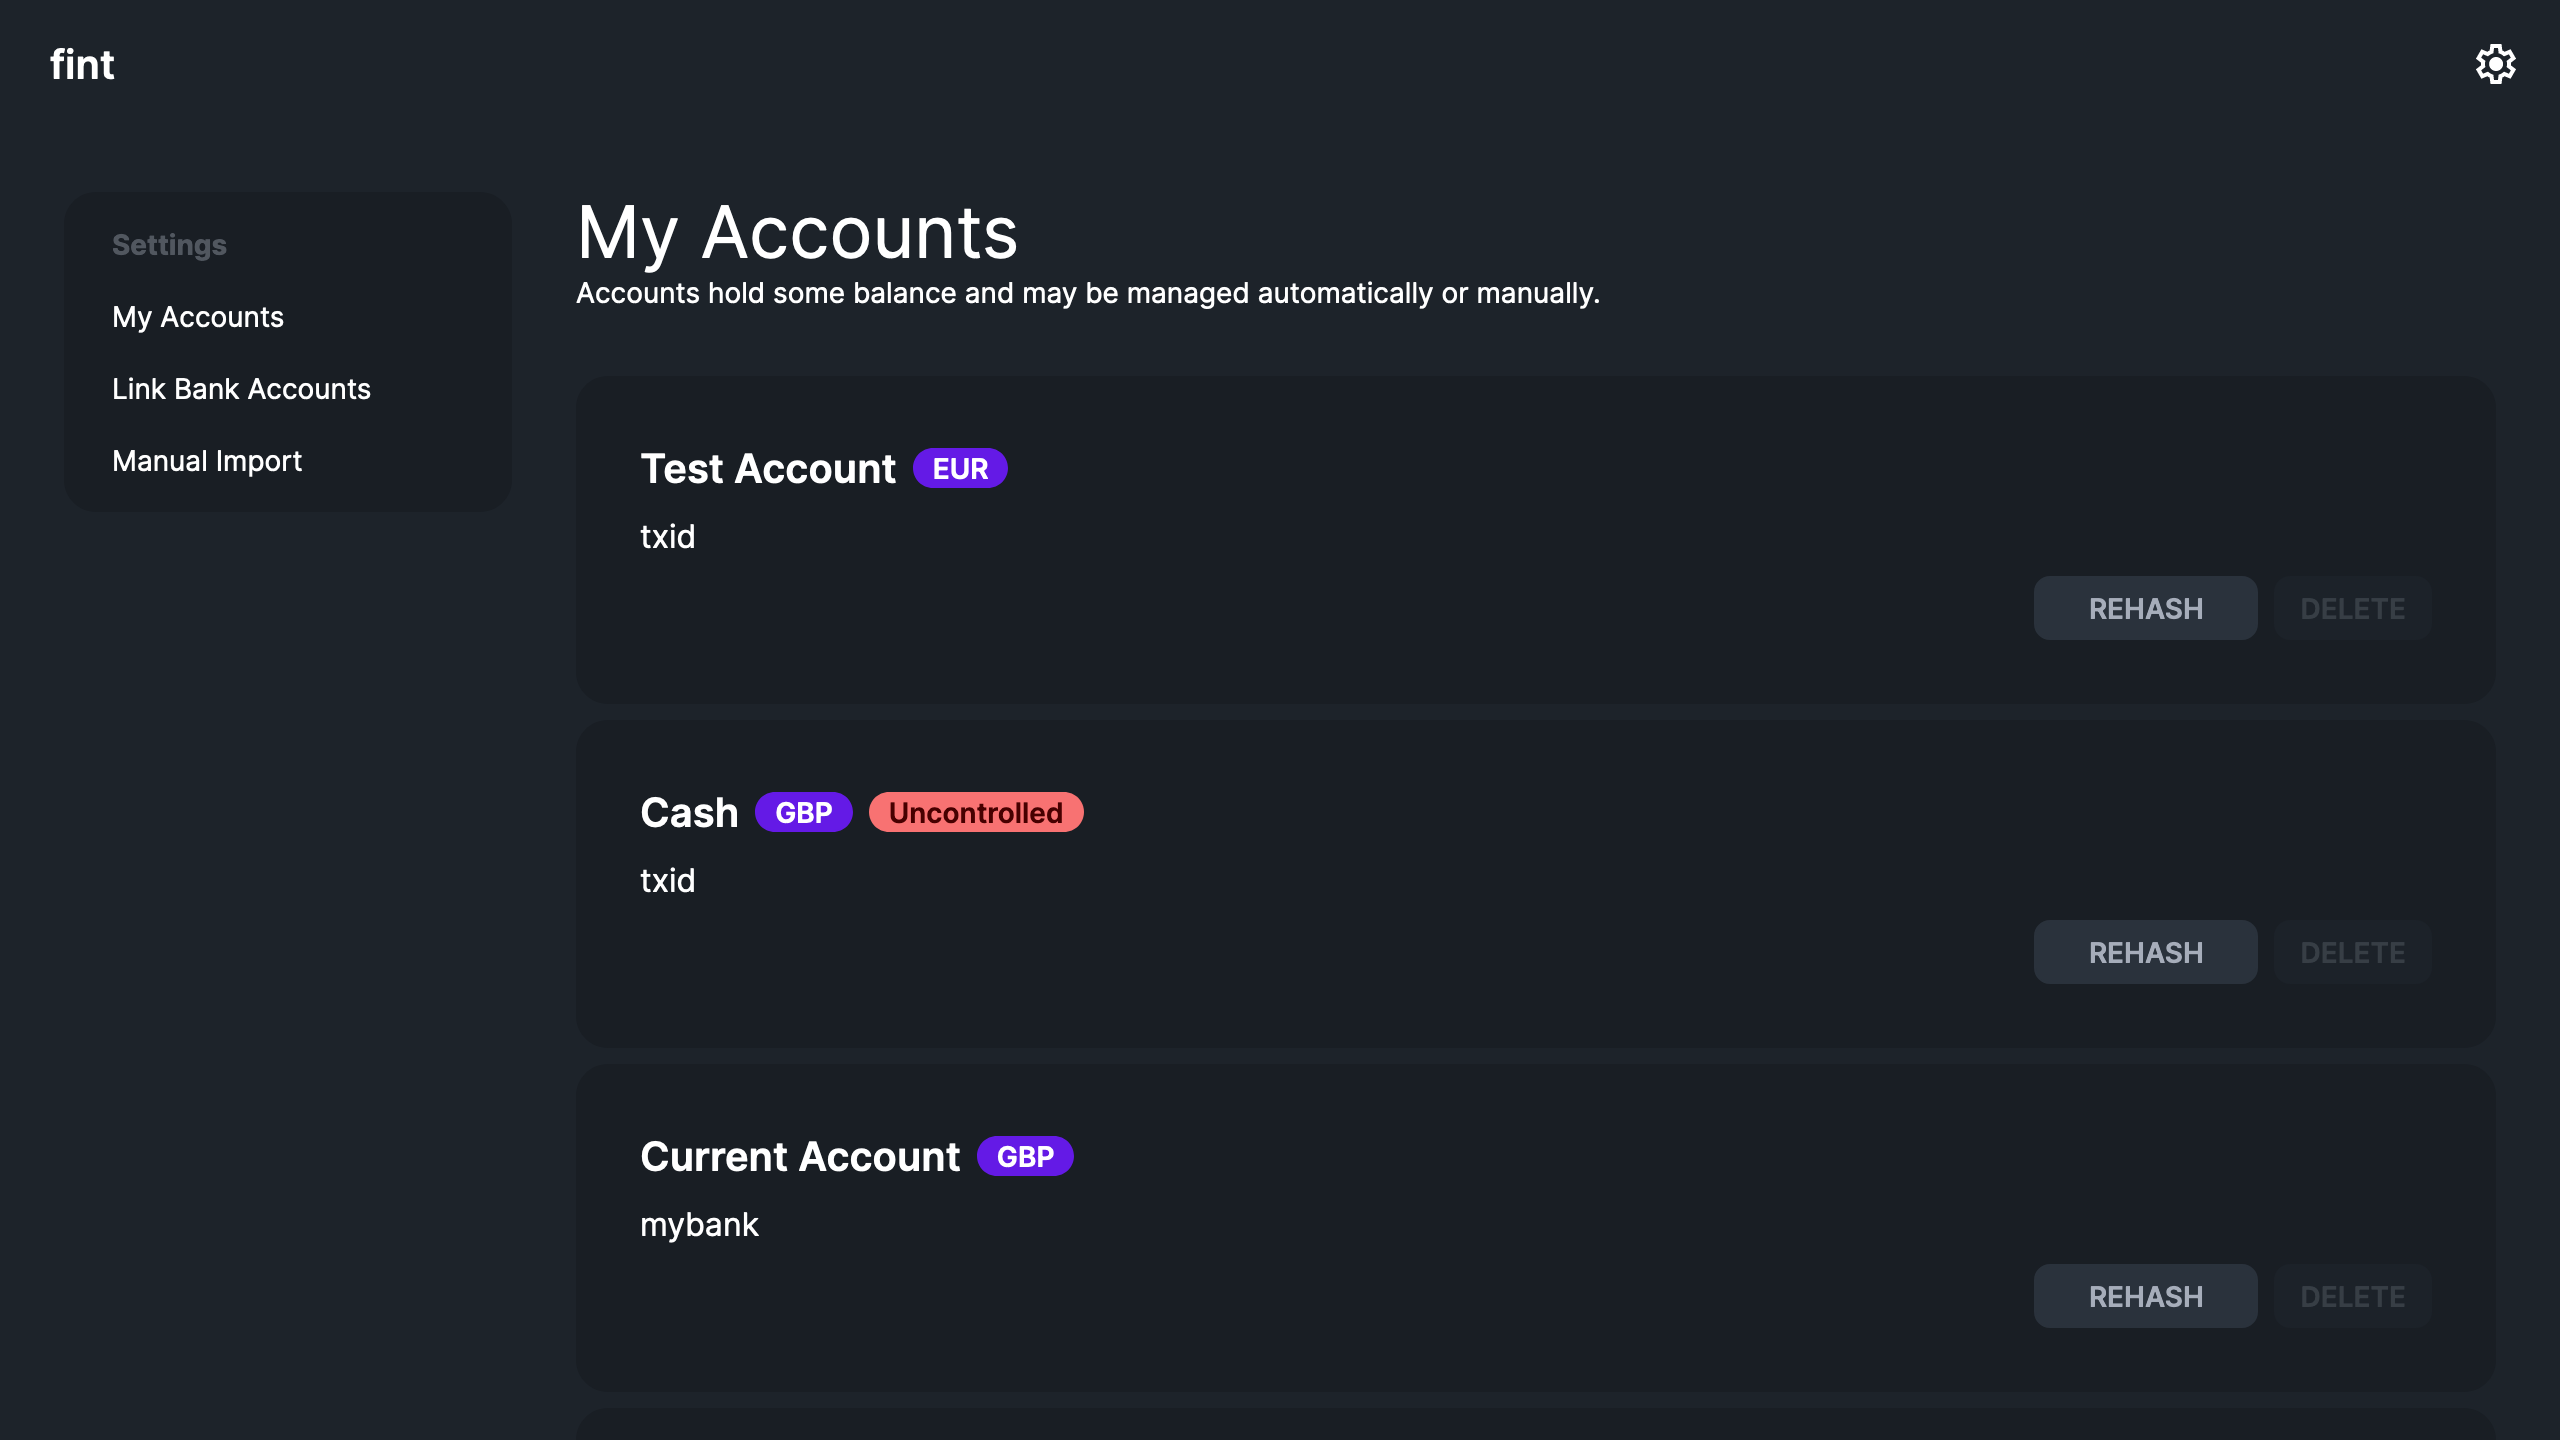 fint
Settings
My Accounts
Link Bank Accounts
Manual Import
My Accounts
Accounts hold some balance and may be managed automatically or manually.
Test Account EUR
txid
REHASH DELETE
Cash GBP Uncontrolled
txid
REHASH DELETE
Current Account GBP
mybank
REHASH DELETE